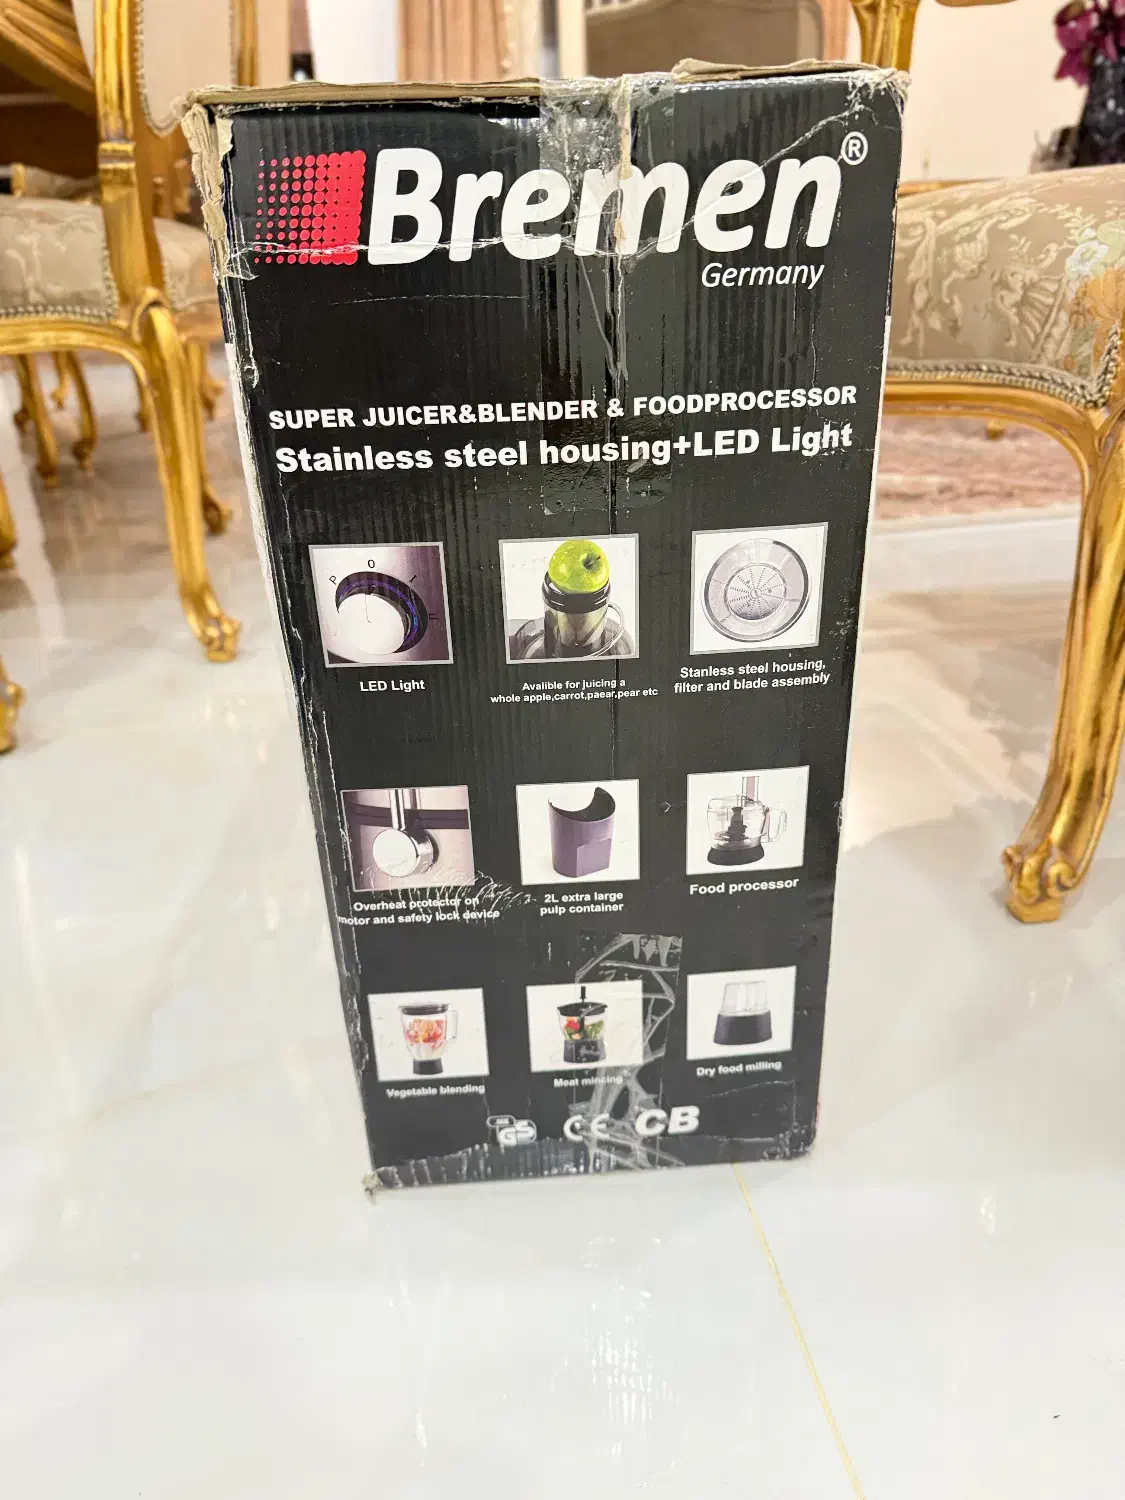 Bremen®
Germany
SUPER JUICER&BLENDER & FOODPROCESSOR
Stainless steel housing+LED Light
P O I II
LED Light
Avalible for juicing a
whole apple,carrot,paear,pear etc
Stanless steel housing,
filter and blade assembly
Overheat protector on
motor and safety lock device
2L extra large
pulp container
Food processor
Vegetable blending
Meat mincing
Dry food milling
GS CE CB